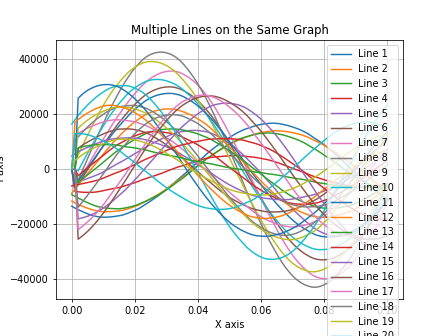 Multiple Lines on the Same Graph
40000
20000
0
−20000
−40000
0.00
0.02
0.04
0.06
0.08
X axis
Line 1
Line 2
Line 3
Line 4
Line 5
Line 6
Line 7
Line 8
Line 9
Line 10
Line 11
Line 12
Line 13
Line 14
Line 15
Line 16
Line 17
Line 18
Line 19
Line 20